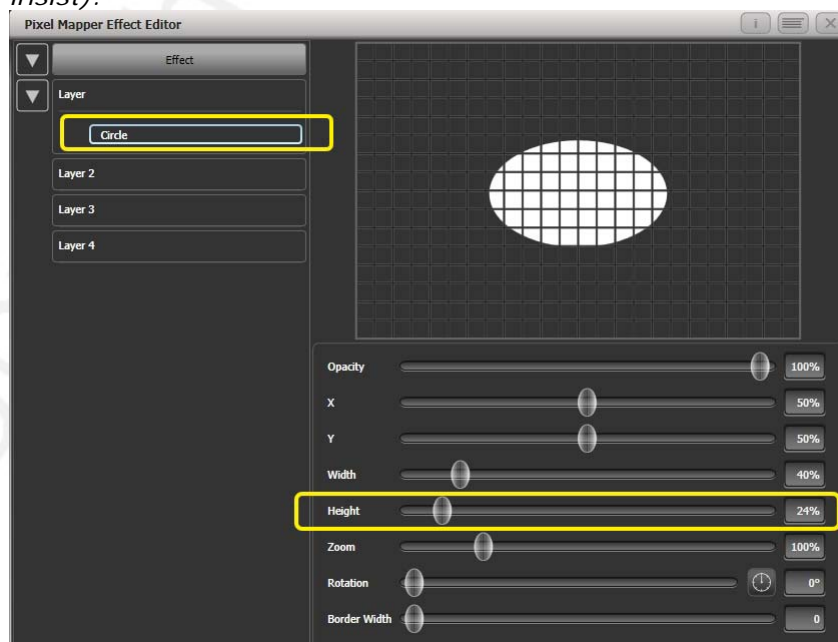 insist).
Pixel Mapper Effect Editor
i
Effect
Layer
Circle
Layer 2
Layer 3
Layer 4
Opacity 100%
X 50%
Y 50%
Width 40%
Height 24%
Zoom 100%
Rotation 0°
Border Width 0